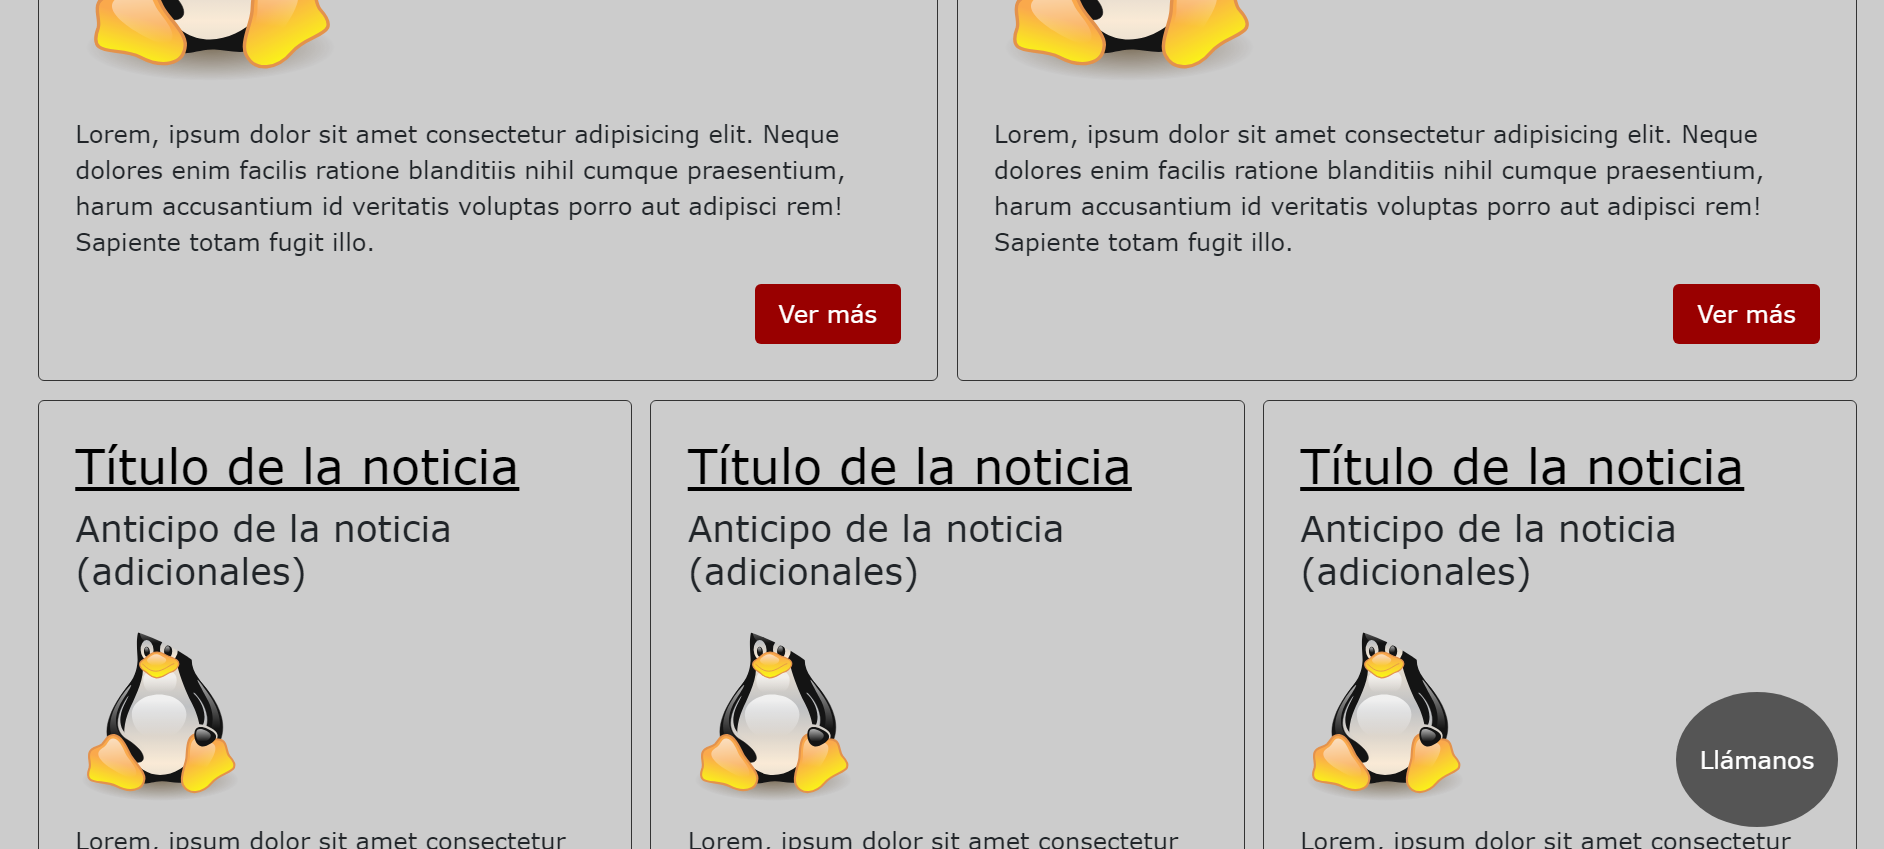 Lorem, ipsum dolor sit amet consectetur adipisicing elit. Neque
dolores enim facilis ratione blanditiis nihil cumque praesentium,
harum accusantium id veritatis voluptas porro aut adipisci rem!
Sapiente totam fugit illo.
Ver más
Lorem, ipsum dolor sit amet consectetur adipisicing elit. Neque
dolores enim facilis ratione blanditiis nihil cumque praesentium,
harum accusantium id veritatis voluptas porro aut adipisci rem!
Sapiente totam fugit illo.
Ver más
Título de la noticia
Anticipo de la noticia
(adicionales)
Lorem, ipsum dolor sit amet consectetur
Título de la noticia
Anticipo de la noticia
(adicionales)
Lorem, ipsum dolor sit amet consectetur
Título de la noticia
Anticipo de la noticia
(adicionales)
Lorem, ipsum dolor sit amet consectetur
Llámanos